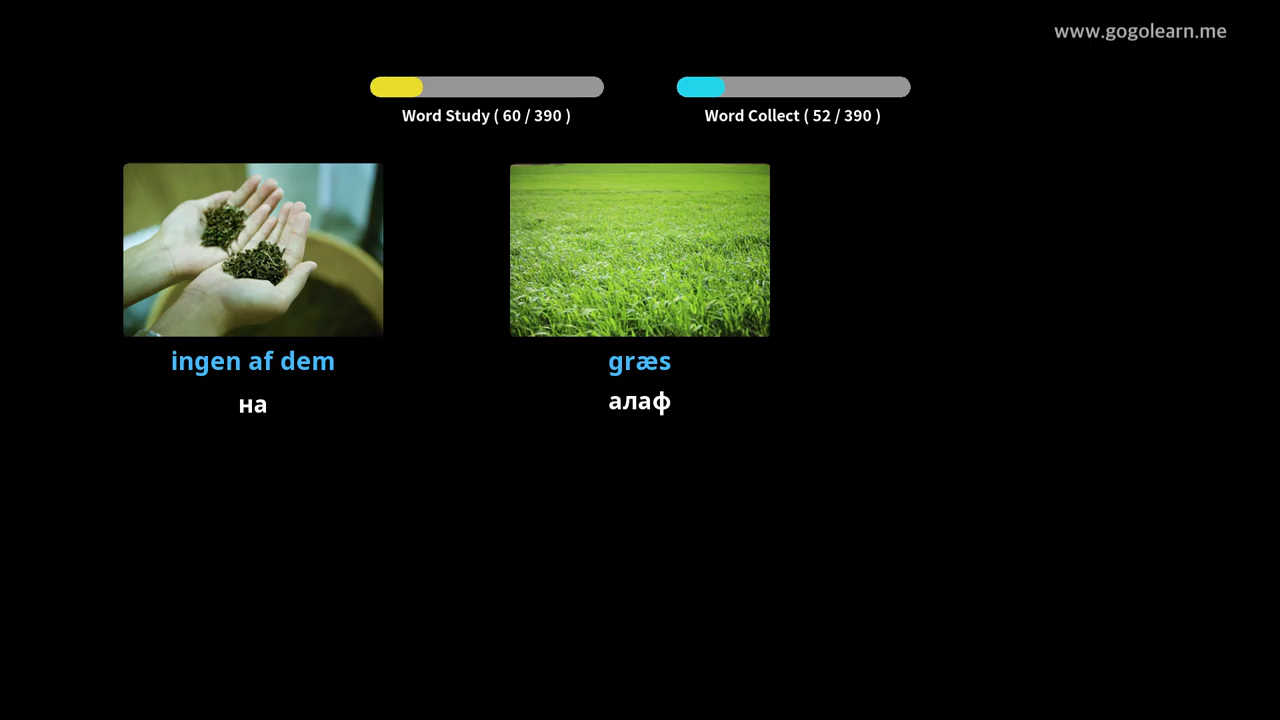 www.gogolearn.me
Word Study ( 60 / 390 )
Word Collect ( 52 / 390 )
ingen af dem
на
græs
алаф